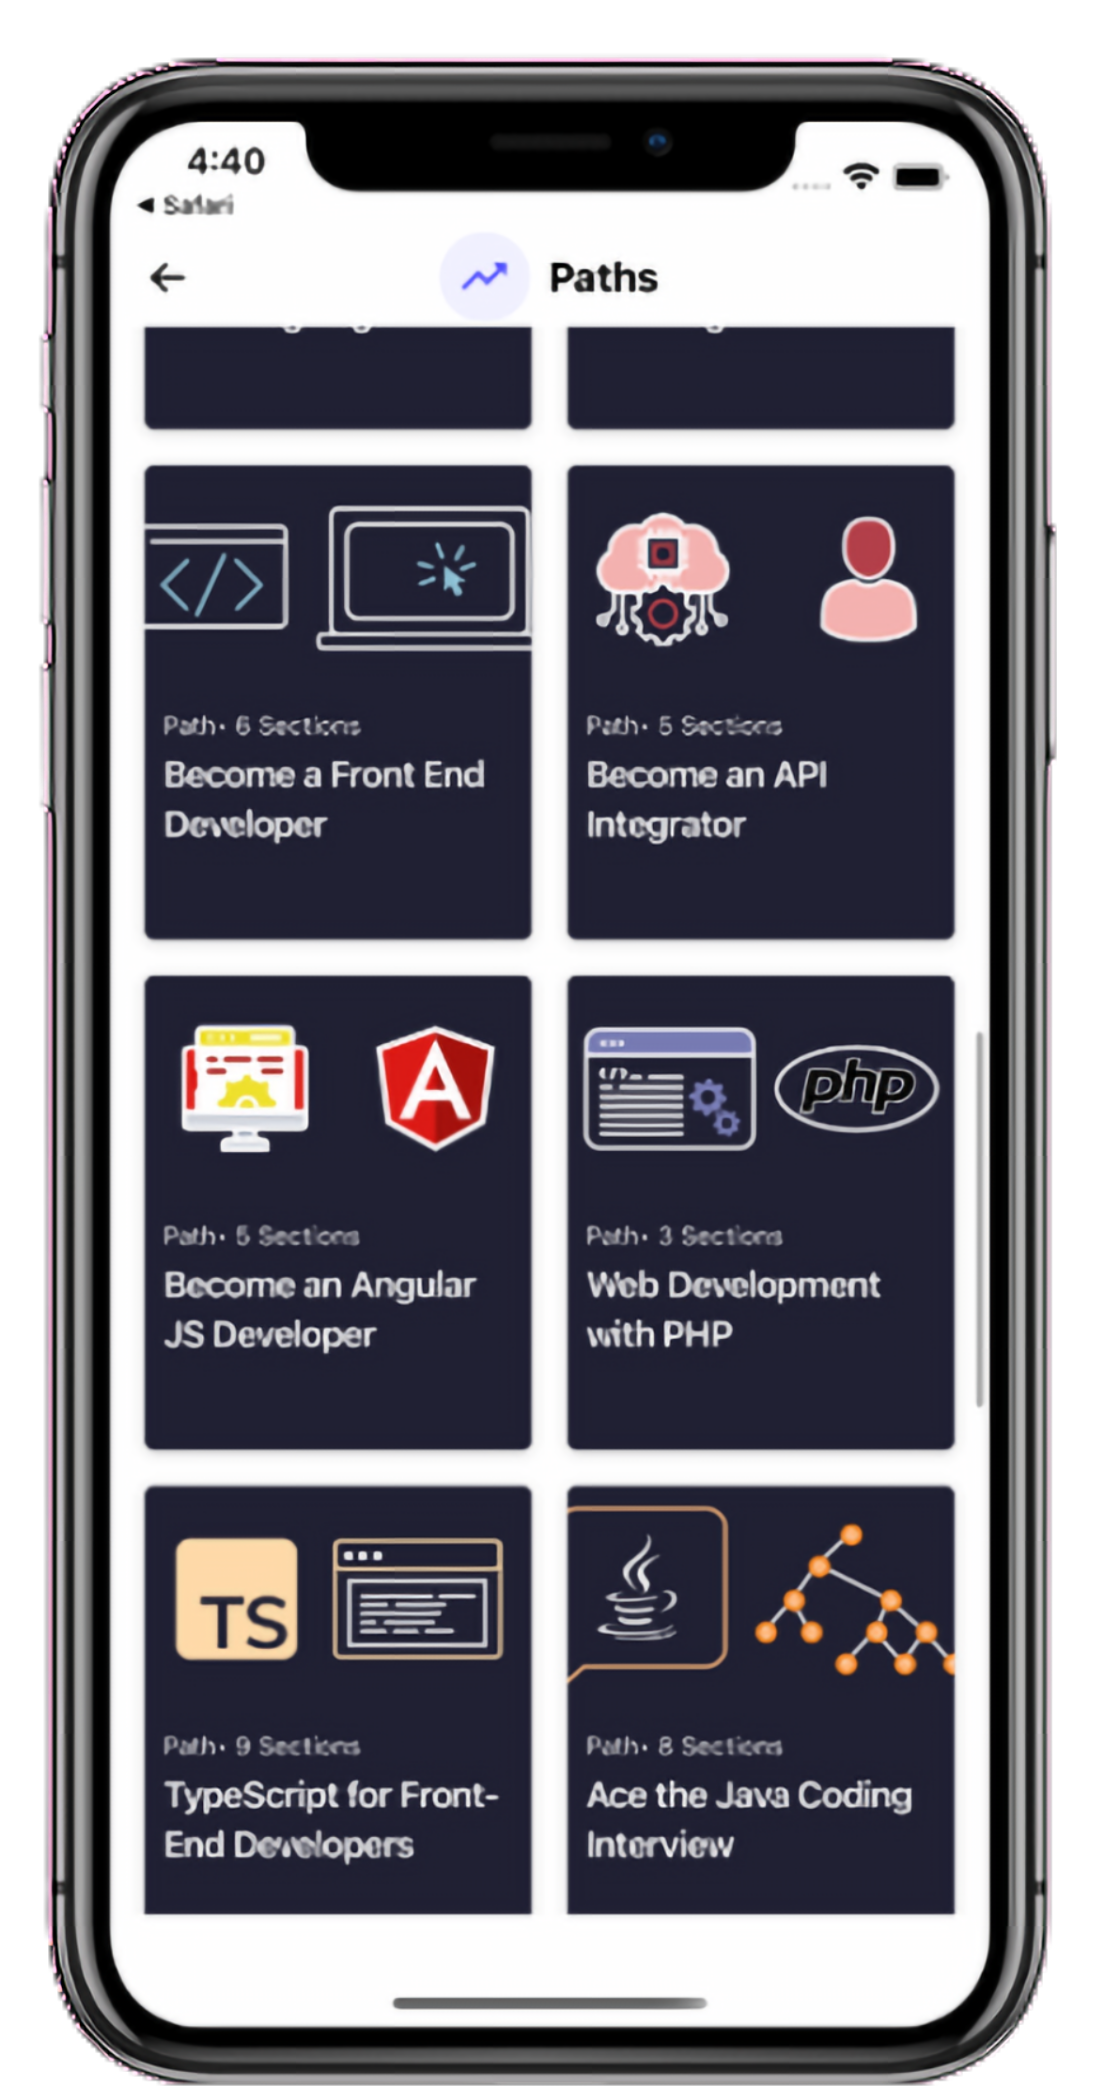 4:40
◀ Safari
Paths
</>
Path· 6 Sections
Become a Front End
Developer
Path· 5 Sections
Become an API
Integrator
php
Path· 5 Sections
Become an Angular
JS Developer
Path· 3 Sections
Web Development
with PHP
TS
Path· 9 Sections
TypeScript for Front-
End Developers
Path· 8 Sections
Ace the Java Coding
Interview